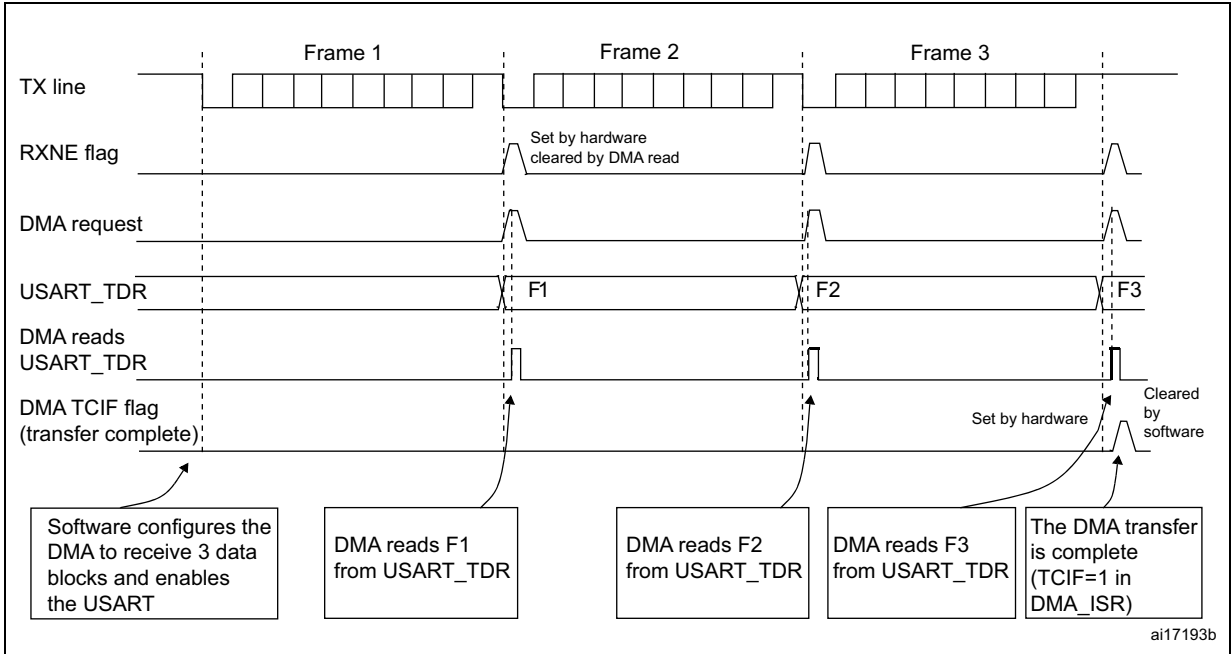 Frame 1
Frame 2
Frame 3
TX line
RXNE flag
Set by hardware
cleared by DMA read
DMA request
USART_TDR
F1
F2
F3
DMA reads
USART_TDR
DMA TCIF flag
(transfer complete)
Set by hardware
Cleared
by
software
Software configures the
DMA to receive 3 data
blocks and enables
the USART
DMA reads F1
from USART_TDR
DMA reads F2
from USART_TDR
DMA reads F3
from USART_TDR
The DMA transfer
is complete
(TCIF=1 in
DMA_ISR)
ai17193b